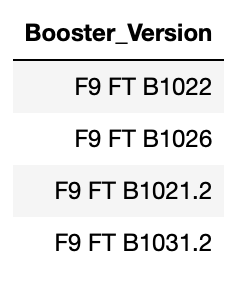 Booster_Version
F9 FT B1022
F9 FT B1026
F9 FT B1021.2
F9 FT B1031.2